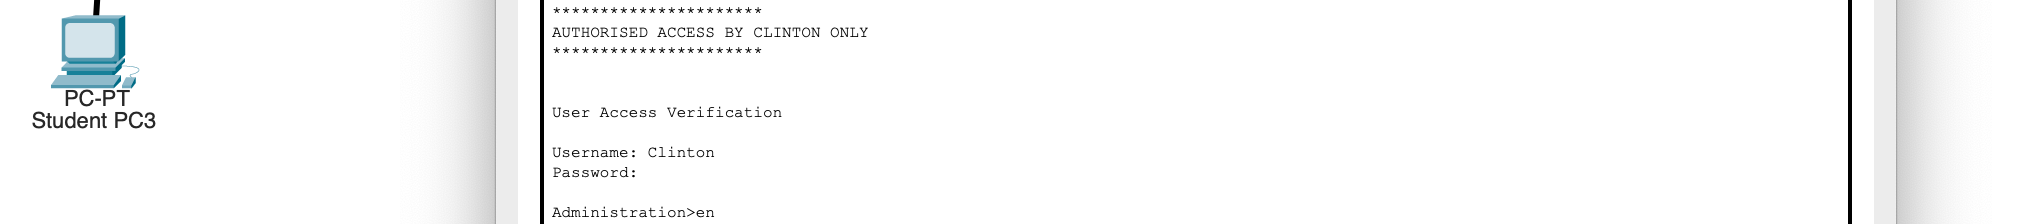 **********************
AUTHORISED ACCESS BY CLINTON ONLY
**********************
User Access Verification
Username: Clinton
Password:
Administration>en
PC-PT
Student PC3